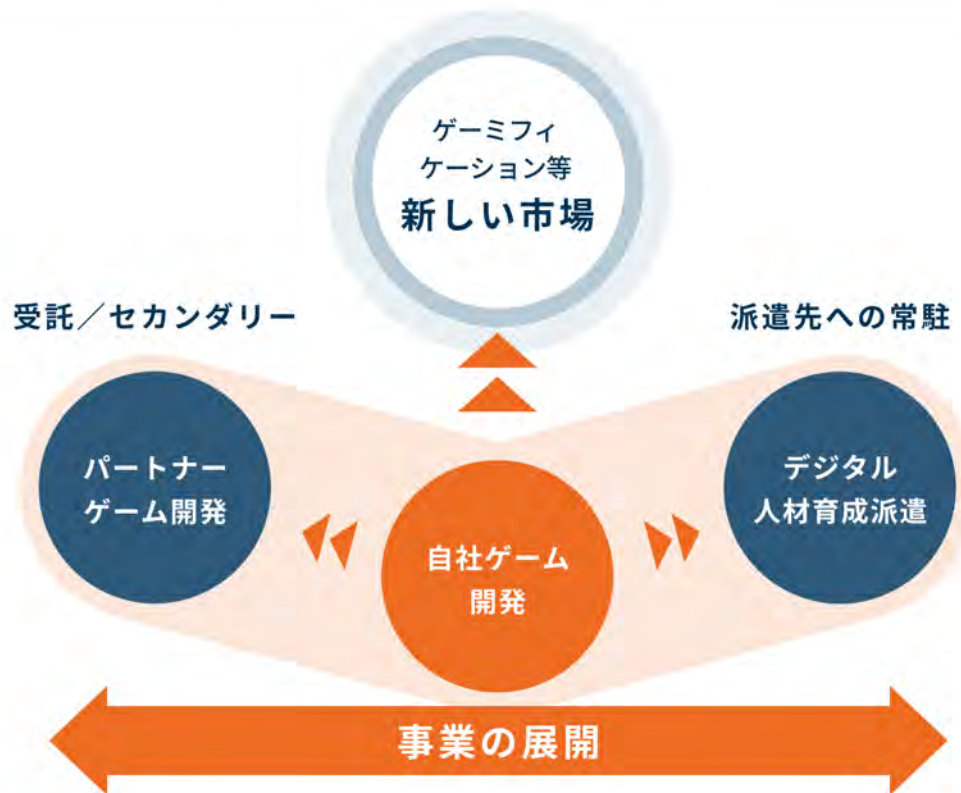 ゲーミフィ
ケーション等
新しい市場
受託／セカンダリー
派遣先への常駐
パートナー
ゲーム開発
自社ゲーム
開発
デジタル
人材育成派遣
事業の展開